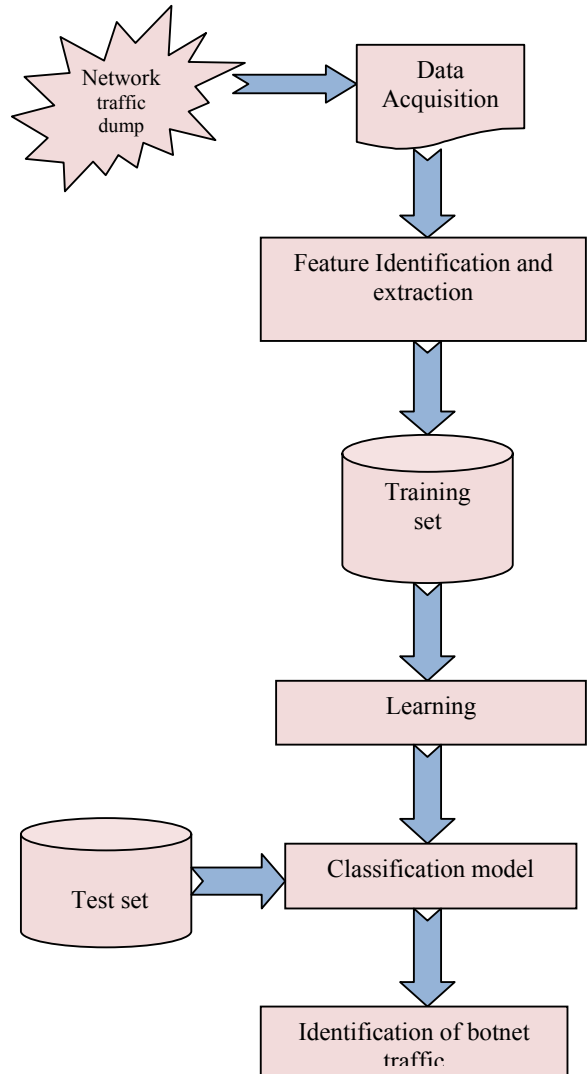 Network
traffic
dump
Data
Acquisition
Feature Identification and
extraction
Training
set
Learning
Classification model
Test set
Identification of botnet
traffic